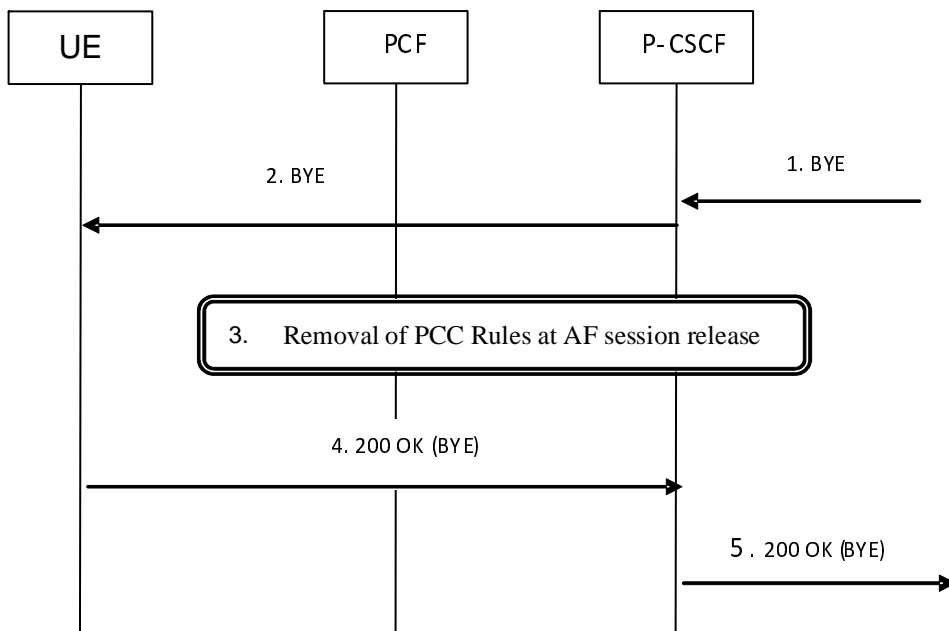 UE
PCF
P-CSCF
1. BYE
2. BYE
3. Removal of PCC Rules at AF session release
4. 200 OK (BYE)
5 . 200 OK (BYE)